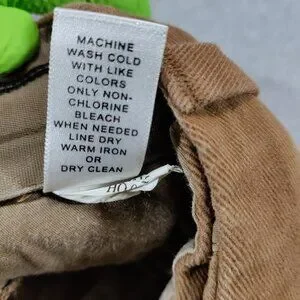 MACHINE
WASH COLD
WITH LIKE
COLORS
ONLY NON-
CHLORINE
BLEACH
WHEN NEEDED
LINE DRY
WARM IRON
OR
DRY CLEAN